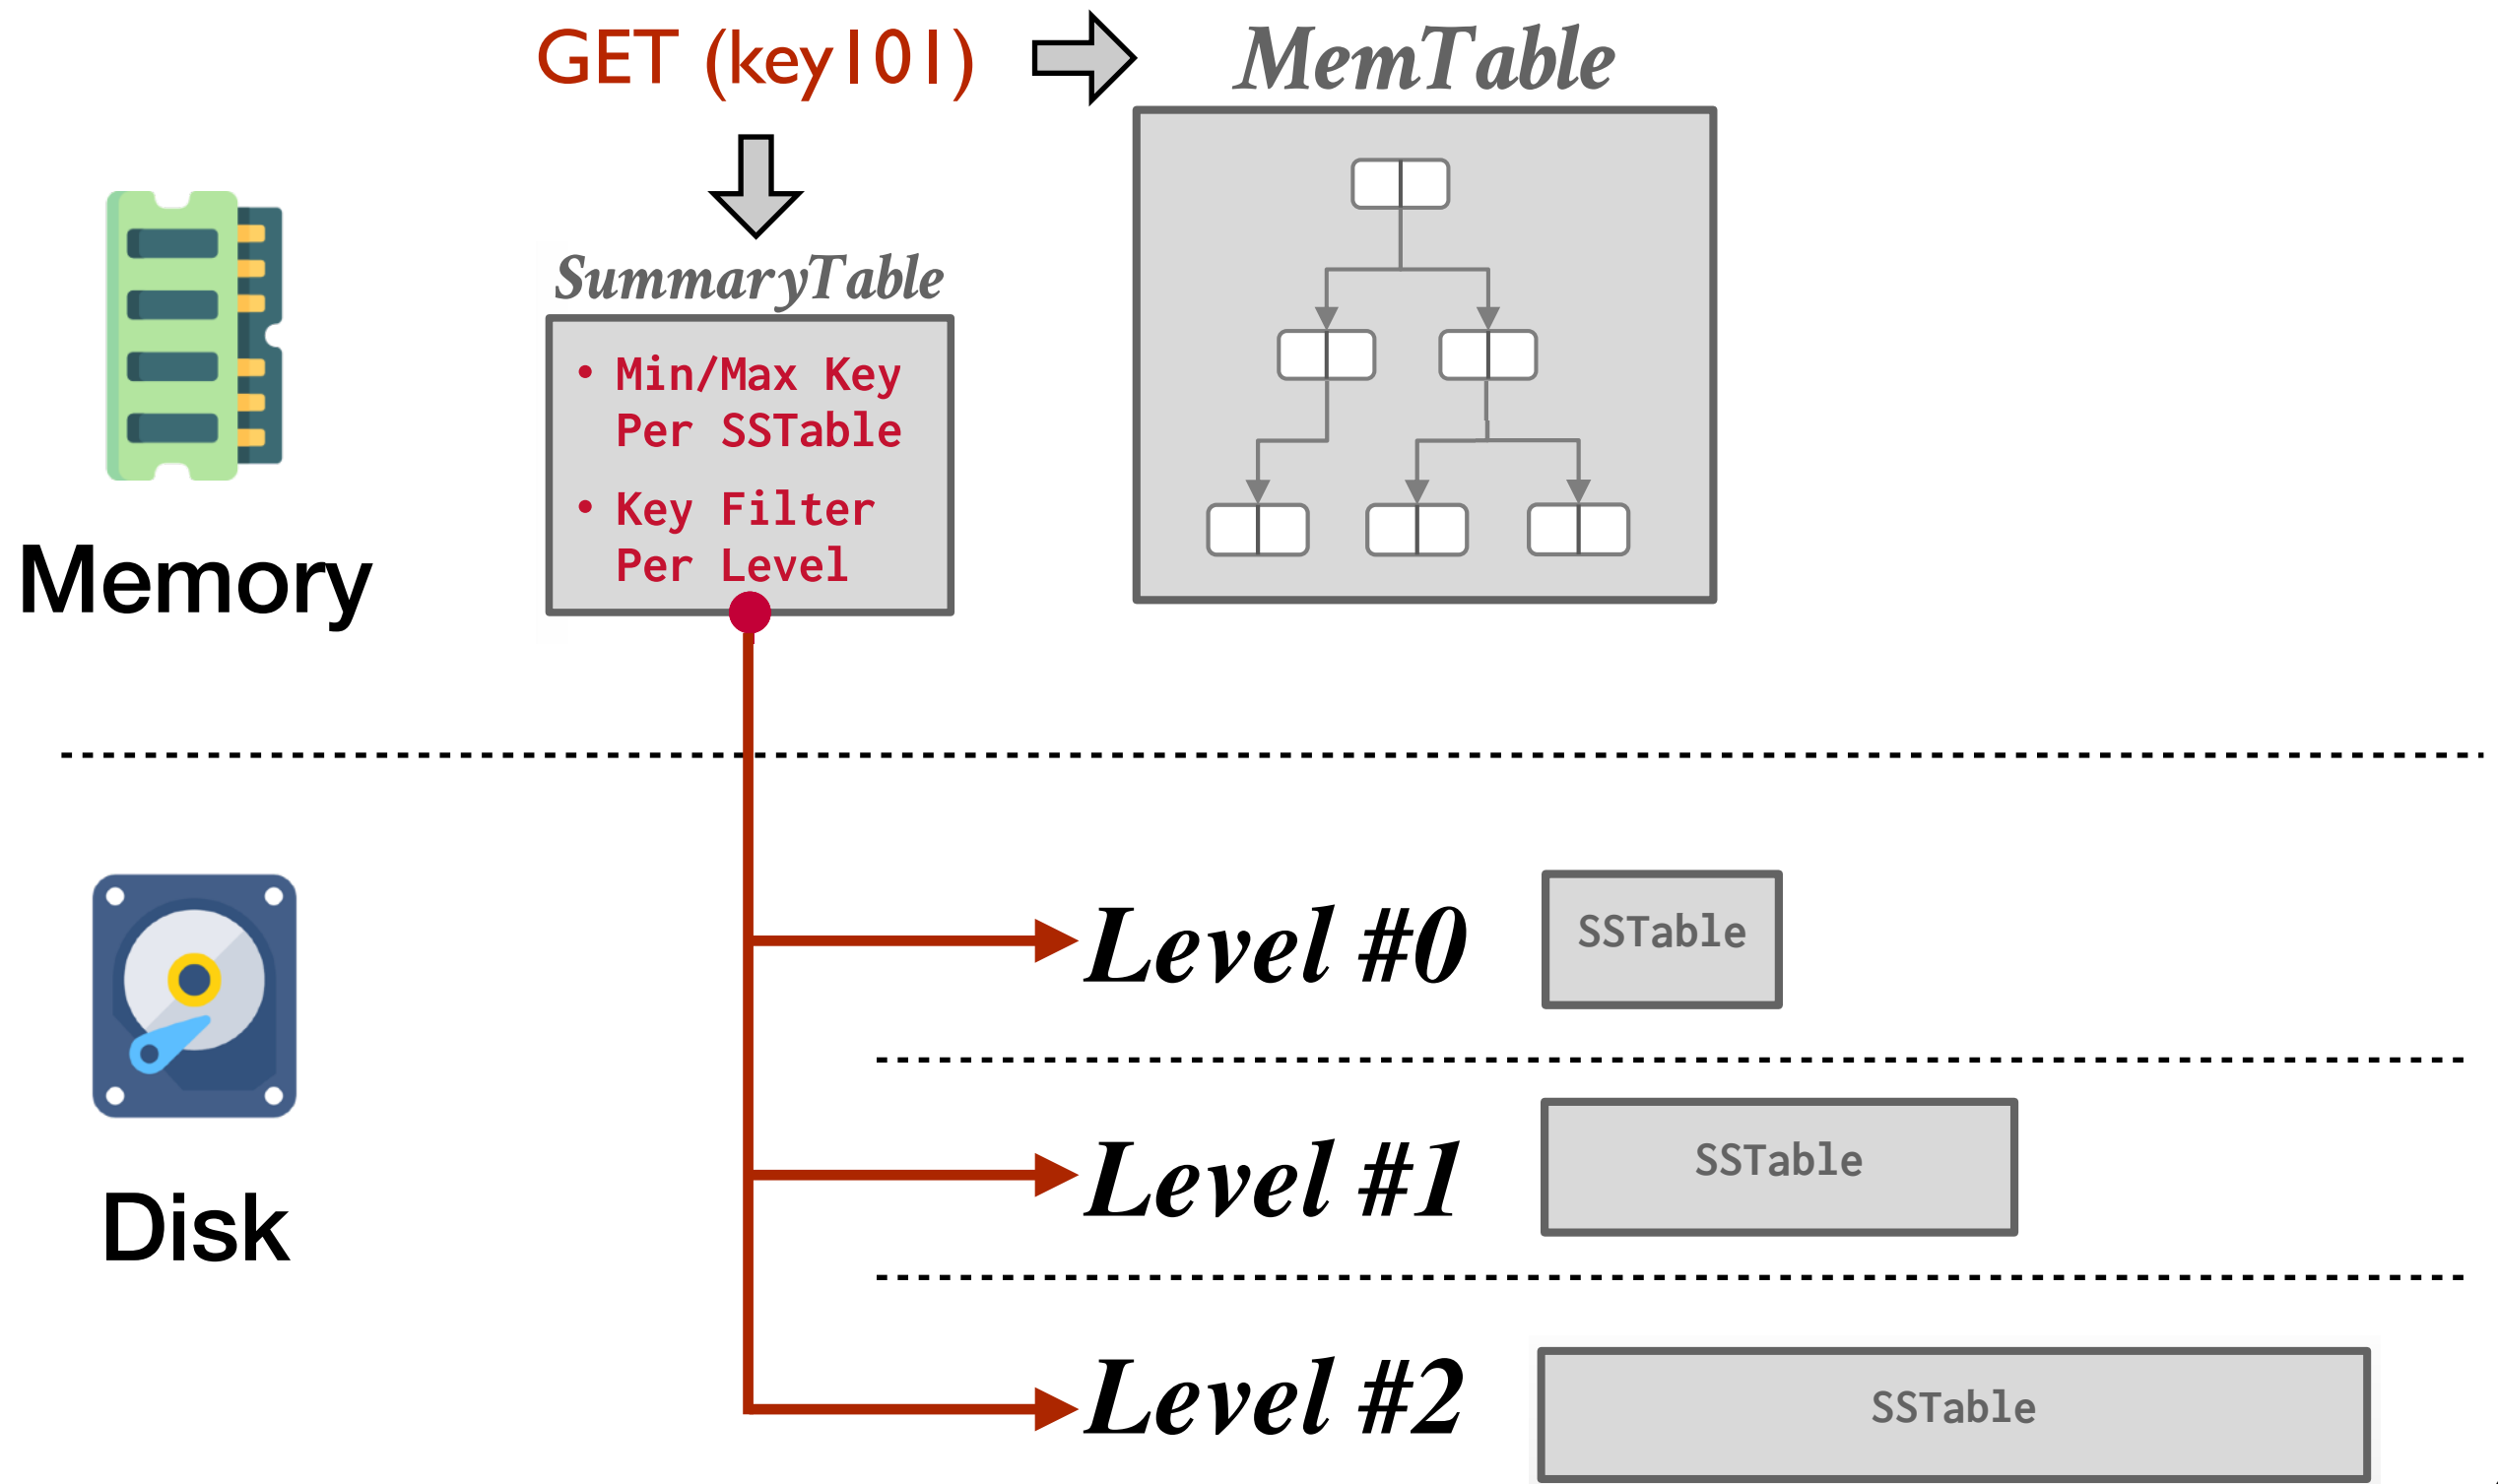 GET (key101)
MemTable
SummaryTable
• Min/Max Key
Per SSTable
• Key Filter
Per Level
Memory
Level #0
SSTable
Level #1
SSTable
Disk
Level #2
SSTable